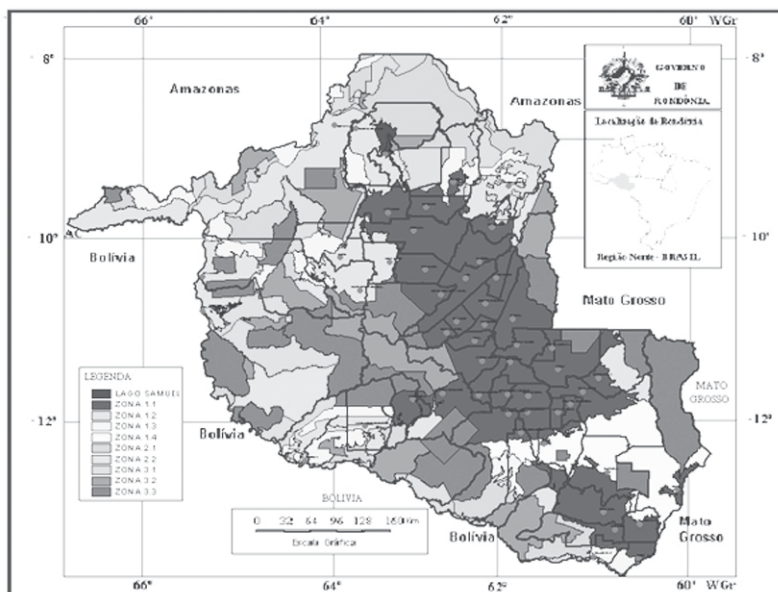 66° 64° 62° 60° WGr
8° 8°
Amazonas
Amazonas
GOVERNO
DE
RONDÔNIA
Localização de Rondônia
10° 10°
AC
Bolívia
Região Norte - BRASIL
Mato Grosso
LEGENDA
LAGO SAMUEL
ZONA 1.1
ZONA 1.2
ZONA 1.3
ZONA 1.4
ZONA 2.1
ZONA 2.2
ZONA 3.1
ZONA 3.2
ZONA 3.3
MATO
GROSSO
12° 12°
Bolívia
BOLIVIA
0 32 64 96 128 160Km
Escala Gráfica
Bolívia
Mato
Grosso
66° 64° 62° 60° WGr